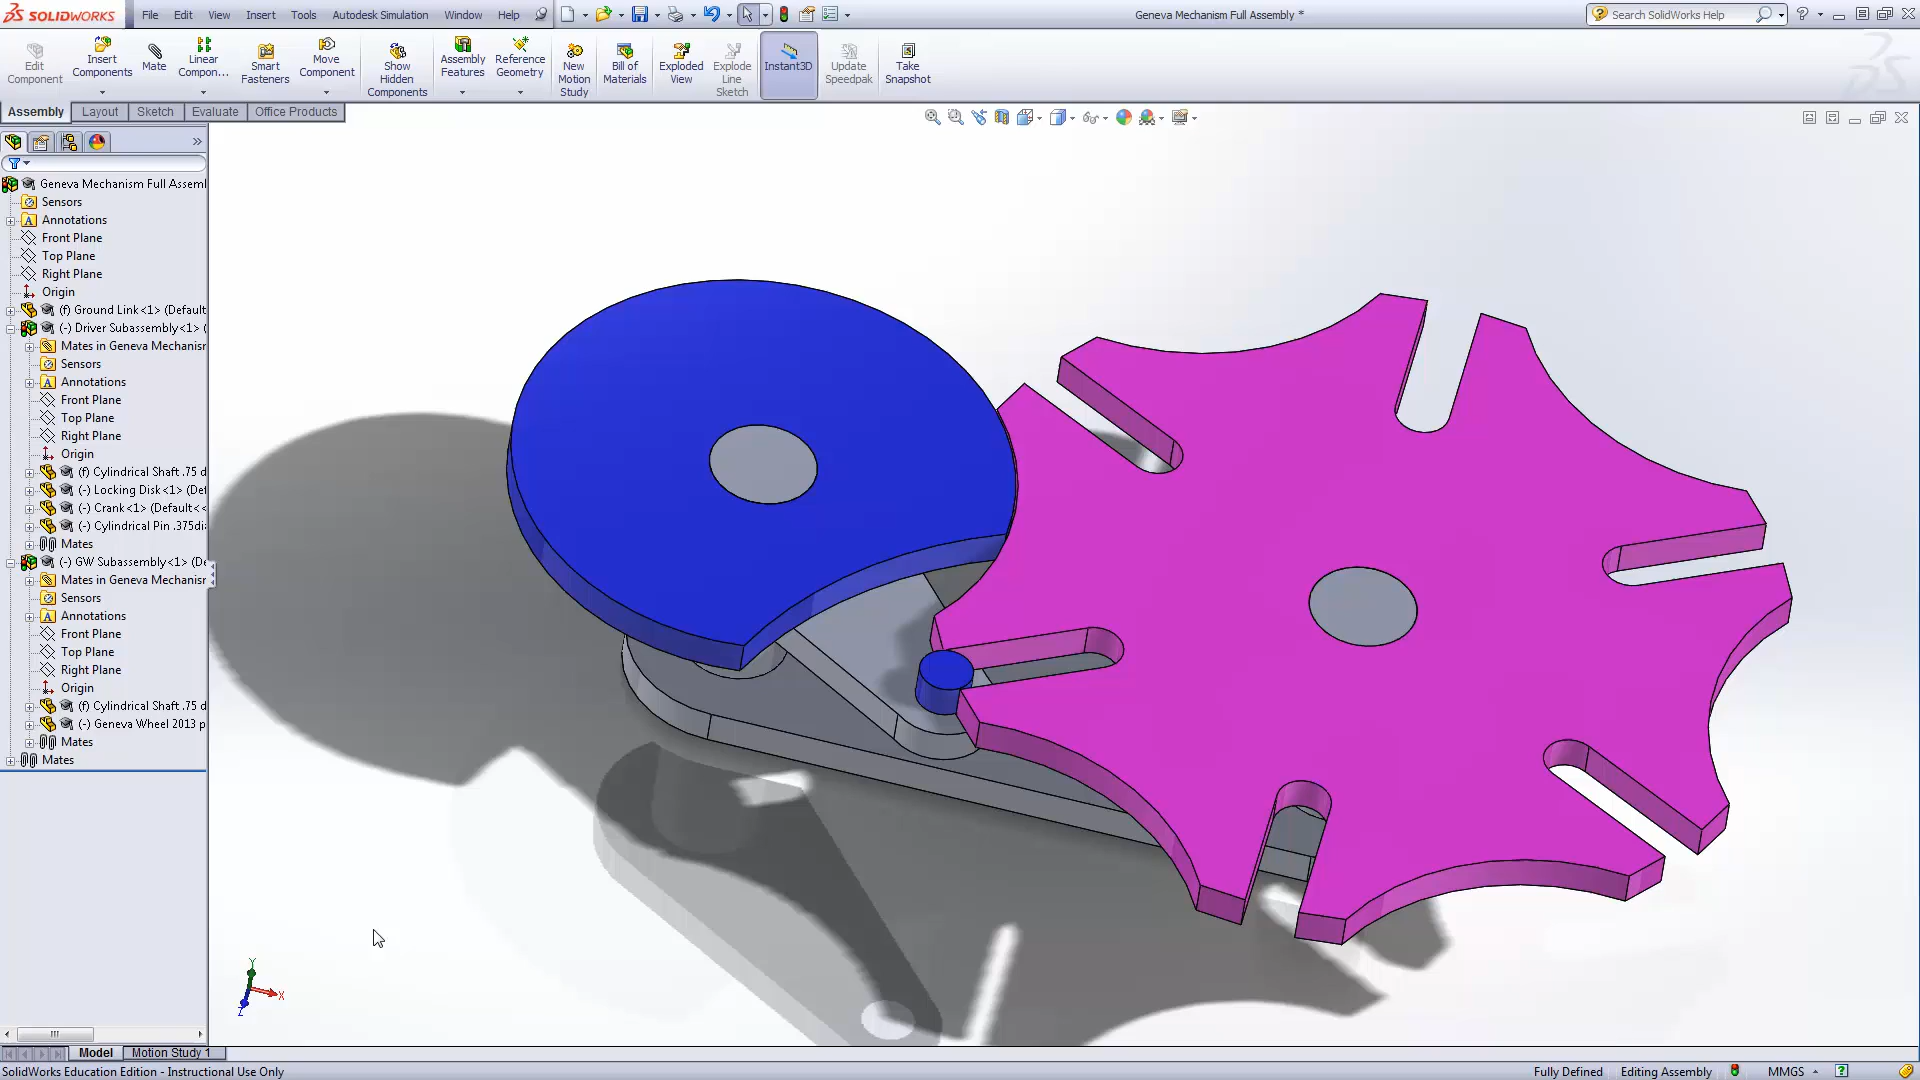 SOLIDWORKS File Edit View Insert Tools Autodesk Simulation Window Help Geneva Mechanism Full Assembly * Search SolidWorks Help
Edit Component
Insert Components
Mate
Linear Compon...
Smart Fasteners
Move Component
Show Hidden Components
Assembly Features
Reference Geometry
New Motion Study
Bill of Materials
Exploded View
Explode Line Sketch
Instant3D
Update Speedpak
Take Snapshot
Assembly Layout Sketch Evaluate Office Products
Geneva Mechanism Full Assembl
Sensors
Annotations
Front Plane
Top Plane
Right Plane
Origin
(f) Ground Link<1> (Default
(-) Driver Subassembly<1> (
Mates in Geneva Mechanism
Sensors
Annotations
Front Plane
Top Plane
Right Plane
Origin
(f) Cylindrical Shaft .75 d
(-) Locking Disk<1> (Def
(-) Crank<1> (Default<<
(-) Cylindrical Pin .375di
Mates
(-) GW Subassembly<1> (De
Mates in Geneva Mechanism
Sensors
Annotations
Front Plane
Top Plane
Right Plane
Origin
(f) Cylindrical Shaft .75 d
(-) Geneva Wheel 2013 p
Mates
Mates
Y
X
Z
Model Motion Study 1
SolidWorks Education Edition - Instructional Use Only Fully Defined Editing Assembly MMGS